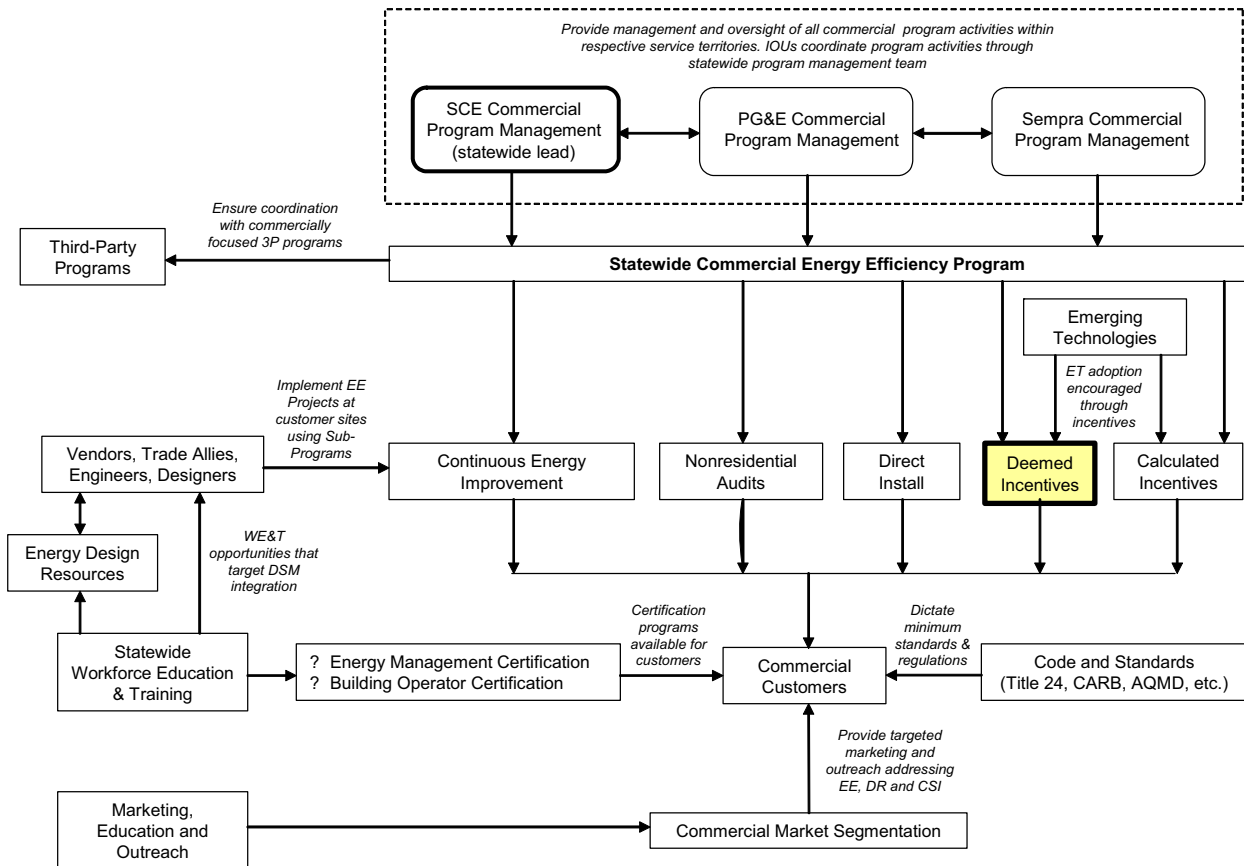 Provide management and oversight of all commercial program activities within
respective service territories. IOUs coordinate program activities through
statewide program management team
SCE Commercial
Program Management
(statewide lead)
PG&E Commercial
Program Management
Sempra Commercial
Program Management
Ensure coordination
with commercially
focused 3P programs
Third-Party
Programs
Statewide Commercial Energy Efficiency Program
Emerging
Technologies
ET adoption
encouraged
through
incentives
Implement EE
Projects at
customer sites
using Sub-
Programs
Vendors, Trade Allies,
Engineers, Designers
Continuous Energy
Improvement
Nonresidential
Audits
Direct
Install
Deemed
Incentives
Calculated
Incentives
Energy Design
Resources
WE&T
opportunities that
target DSM
integration
Statewide
Workforce Education
& Training
? Energy Management Certification
? Building Operator Certification
Certification
programs
available for
customers
Commercial
Customers
Dictate
minimum
standards &
regulations
Code and Standards
(Title 24, CARB, AQMD, etc.)
Provide targeted
marketing and
outreach addressing
EE, DR and CSI
Marketing,
Education and
Outreach
Commercial Market Segmentation